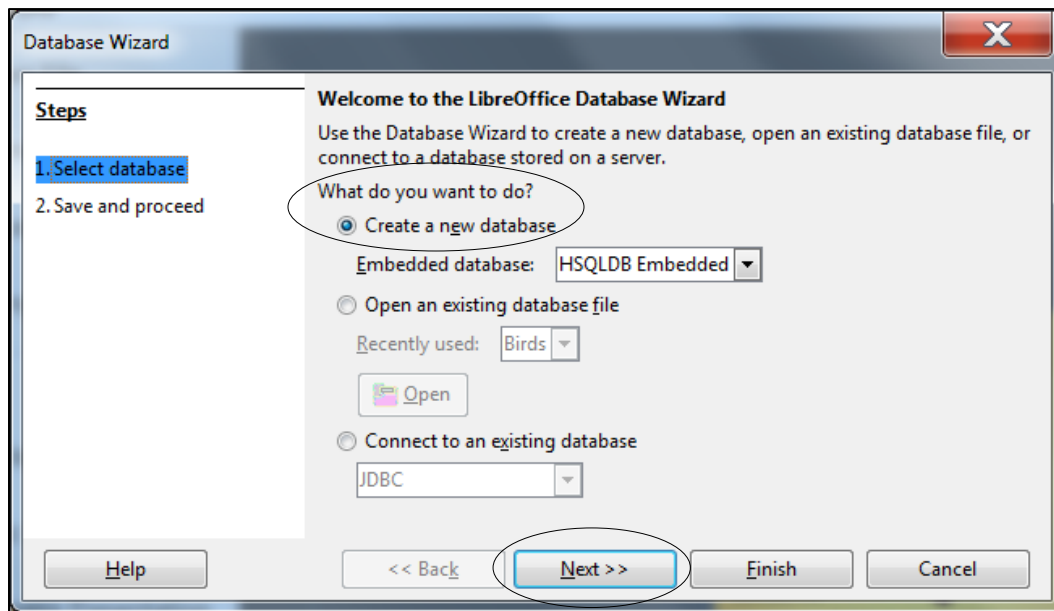 Database Wizard
Steps
1. Select database
2. Save and proceed
Welcome to the LibreOffice Database Wizard
Use the Database Wizard to create a new database, open an existing database file, or
connect to a database stored on a server.
What do you want to do?
Create a new database
Embedded database: HSQLDB Embedded
Open an existing database file
Recently used: Birds
Open
Connect to an existing database
JDBC
Help << Back Next >> Finish Cancel